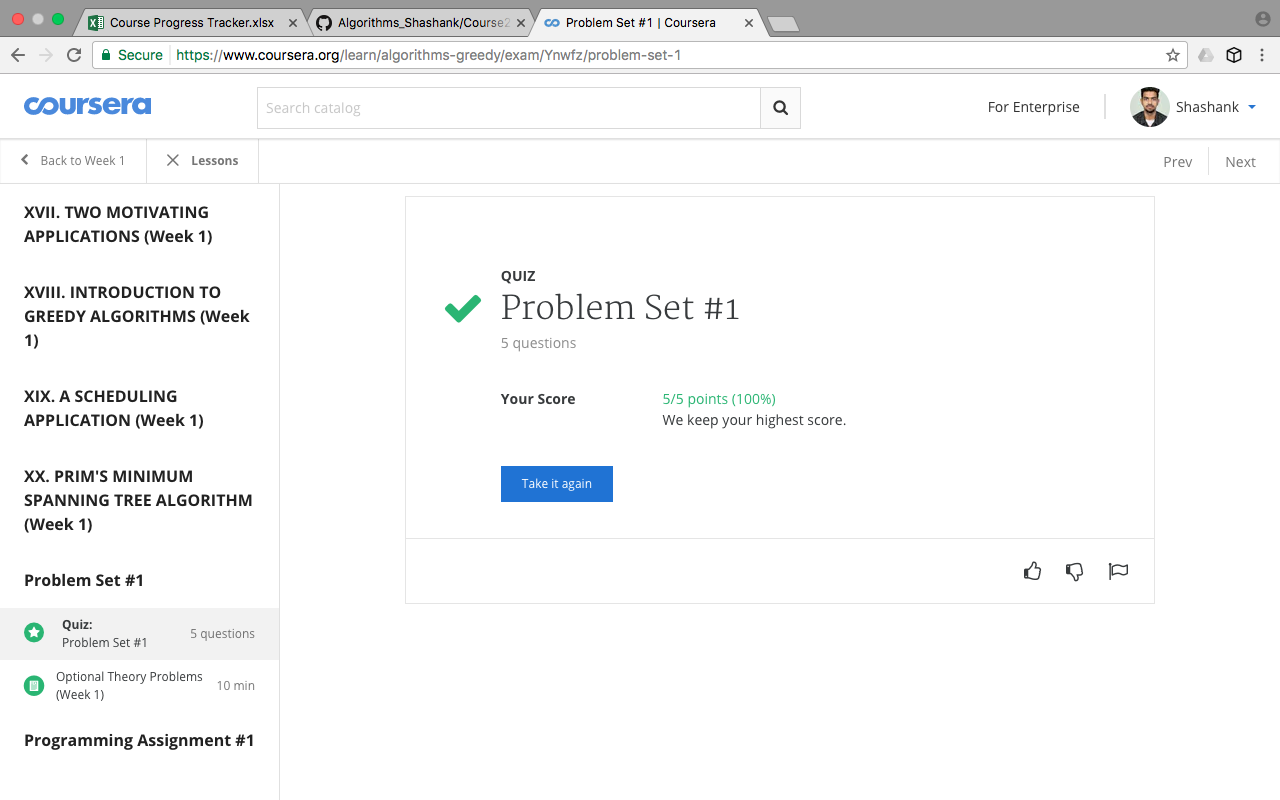 Course Progress Tracker.xlsx
Algorithms_Shashank/Course2
Problem Set #1 | Coursera
Secure
https://www.coursera.org/learn/algorithms-greedy/exam/Ynwfz/problem-set-1
coursera
Search catalog
For Enterprise
Shashank
Back to Week 1
Lessons
Prev
Next
XVII. TWO MOTIVATING
APPLICATIONS (Week 1)
XVIII. INTRODUCTION TO
GREEDY ALGORITHMS (Week
1)
XIX. A SCHEDULING
APPLICATION (Week 1)
XX. PRIM'S MINIMUM
SPANNING TREE ALGORITHM
(Week 1)
Problem Set #1
Quiz:
Problem Set #1
5 questions
Optional Theory Problems
(Week 1)
10 min
Programming Assignment #1
QUIZ
Problem Set #1
5 questions
Your Score
5/5 points (100%)
We keep your highest score.
Take it again